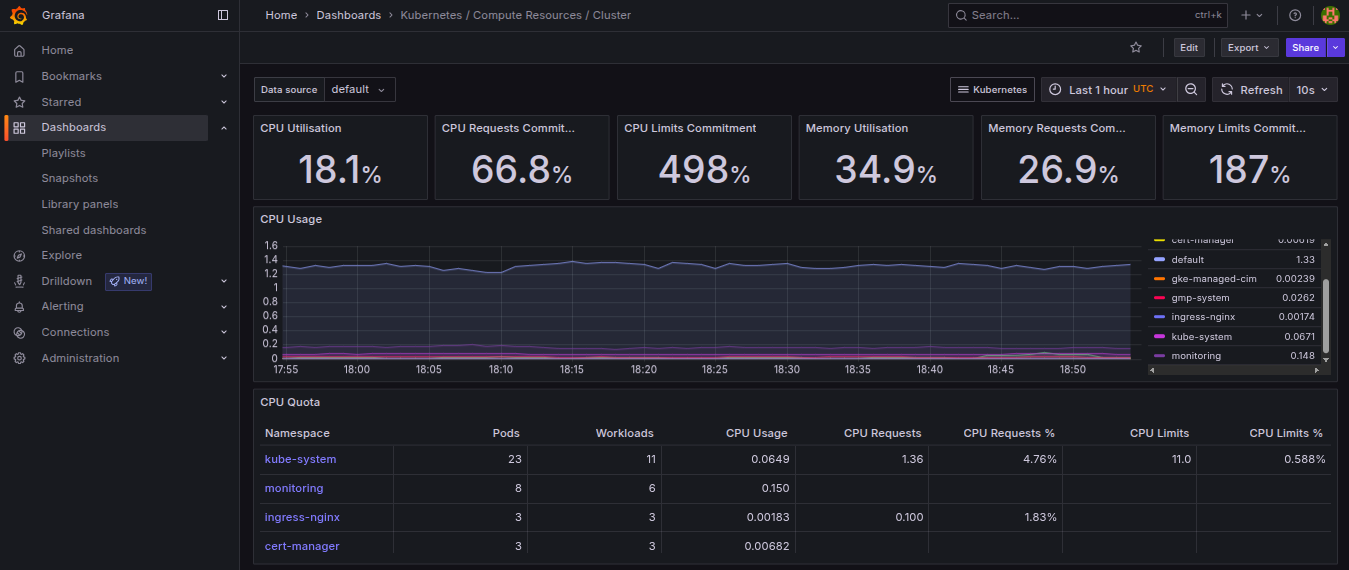 Grafana
Home › Dashboards › Kubernetes / Compute Resources / Cluster
Search...
ctrl+k
Home
Bookmarks
Starred
Dashboards
Playlists
Snapshots
Library panels
Shared dashboards
Explore
Drilldown New!
Alerting
Connections
Administration
Edit
Export
Share
Data source default
Kubernetes
Last 1 hour UTC
Refresh 10s
CPU Utilisation
18.1%
CPU Requests Commit...
66.8%
CPU Limits Commitment
498%
Memory Utilisation
34.9%
Memory Requests Com...
26.9%
Memory Limits Commit...
187%
CPU Usage
1.6
1.4
1.2
1
0.8
0.6
0.4
0.2
0
17:55 18:00 18:05 18:10 18:15 18:20 18:25 18:30 18:35 18:40 18:45 18:50
cert-manager 0.00619
default 1.33
gke-managed-cim 0.00239
gmp-system 0.0262
ingress-nginx 0.00174
kube-system 0.0671
monitoring 0.148
CPU Quota
Namespace Pods Workloads CPU Usage CPU Requests CPU Requests % CPU Limits CPU Limits %
kube-system 23 11 0.0649 1.36 4.76% 11.0 0.588%
monitoring 8 6 0.150
ingress-nginx 3 3 0.00183 0.100 1.83%
cert-manager 3 3 0.00682